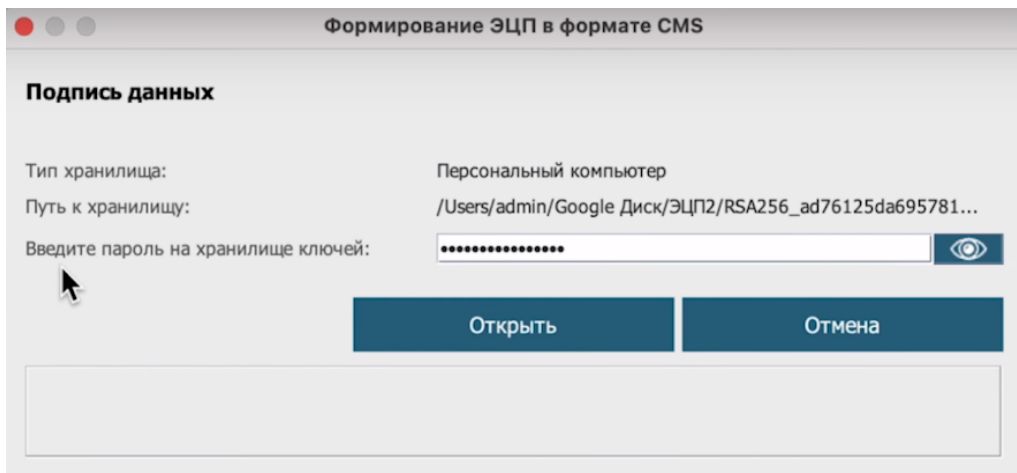 Формирование ЭЦП в формате CMS
Подпись данных
Тип хранилища: Персональный компьютер
Путь к хранилищу: /Users/admin/Google Диск/ЭЦП2/RSA256_ad76125da695781...
Введите пароль на хранилище ключей: ••••••••••••••••
Открыть Отмена